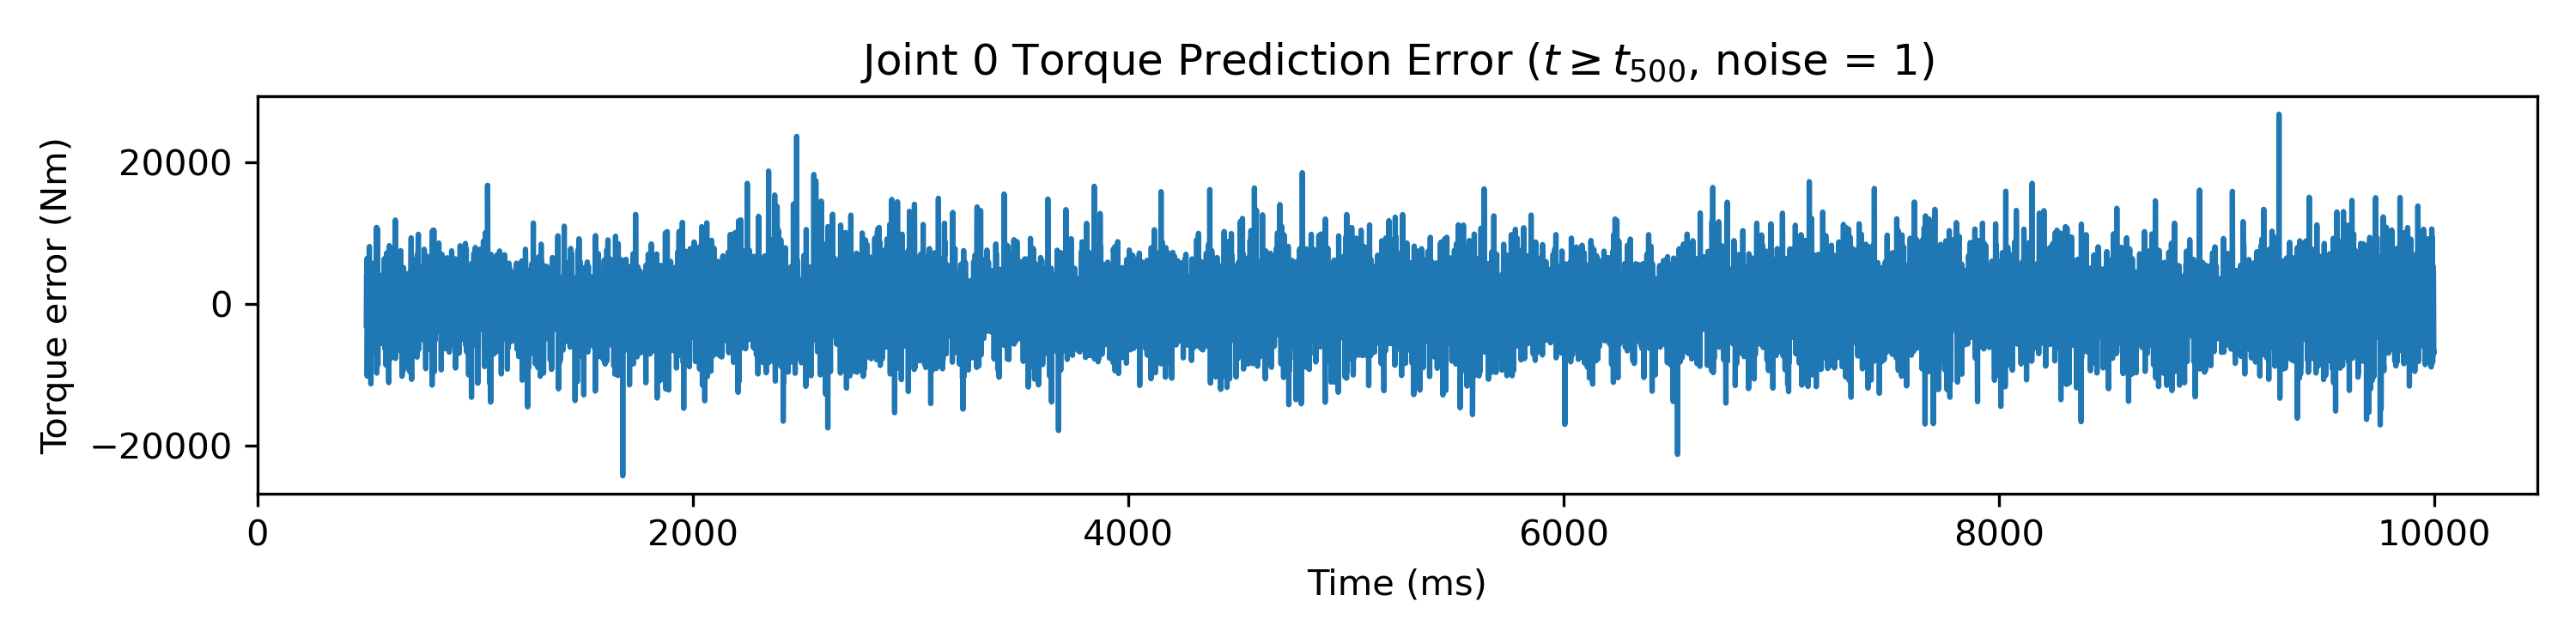 Joint 0 Torque Prediction Error (t ≥ t₅₀₀, noise = 1)
Torque error (Nm)
20000
0
−20000
0 2000 4000 6000 8000 10000
Time (ms)